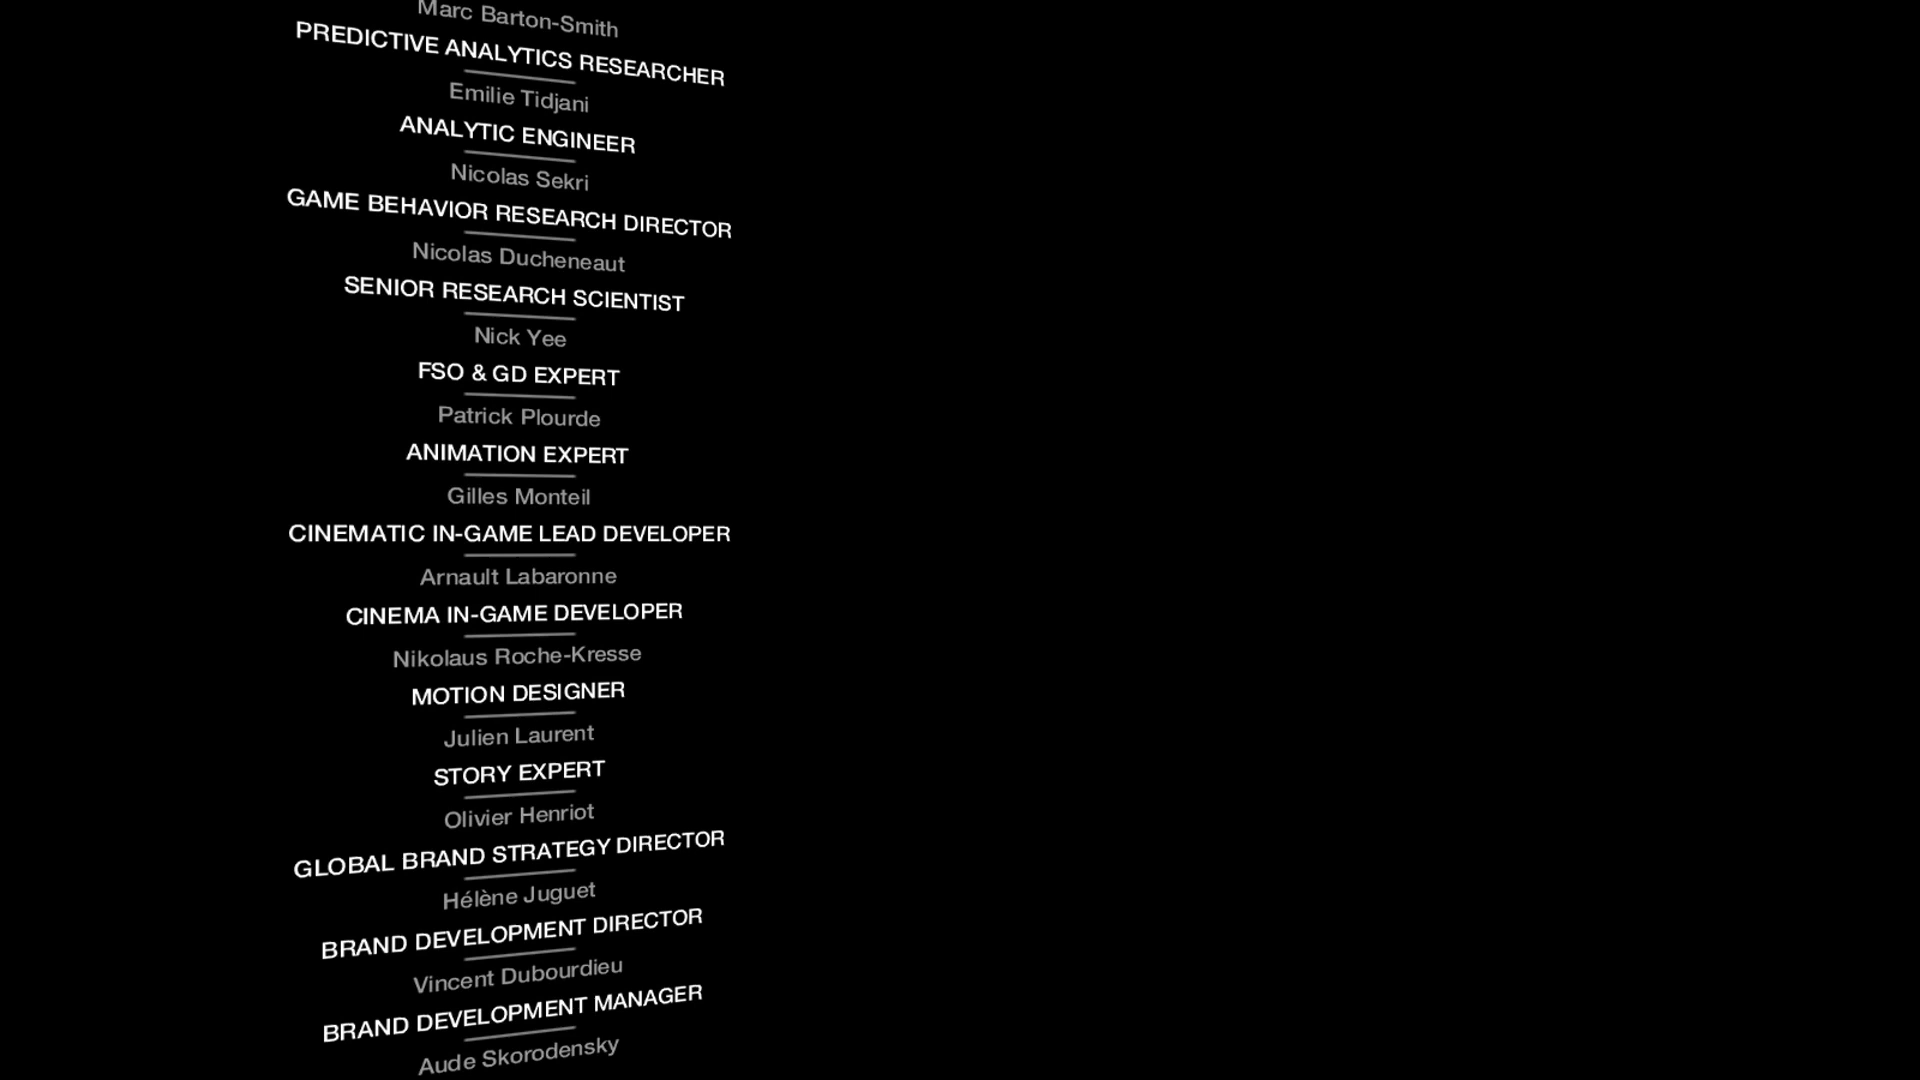 Marc Barton-Smith
PREDICTIVE ANALYTICS RESEARCHER
Emilie Tidjani
ANALYTIC ENGINEER
Nicolas Sekri
GAME BEHAVIOR RESEARCH DIRECTOR
Nicolas Ducheneaut
SENIOR RESEARCH SCIENTIST
Nick Yee
FSO & GD EXPERT
Patrick Plourde
ANIMATION EXPERT
Gilles Monteil
CINEMATIC IN-GAME LEAD DEVELOPER
Arnault Labaronne
CINEMA IN-GAME DEVELOPER
Nikolaus Roche-Kresse
MOTION DESIGNER
Julien Laurent
STORY EXPERT
Olivier Henriot
GLOBAL BRAND STRATEGY DIRECTOR
Hélène Juguet
BRAND DEVELOPMENT DIRECTOR
Vincent Dubourdieu
BRAND DEVELOPMENT MANAGER
Aude Skorodensky